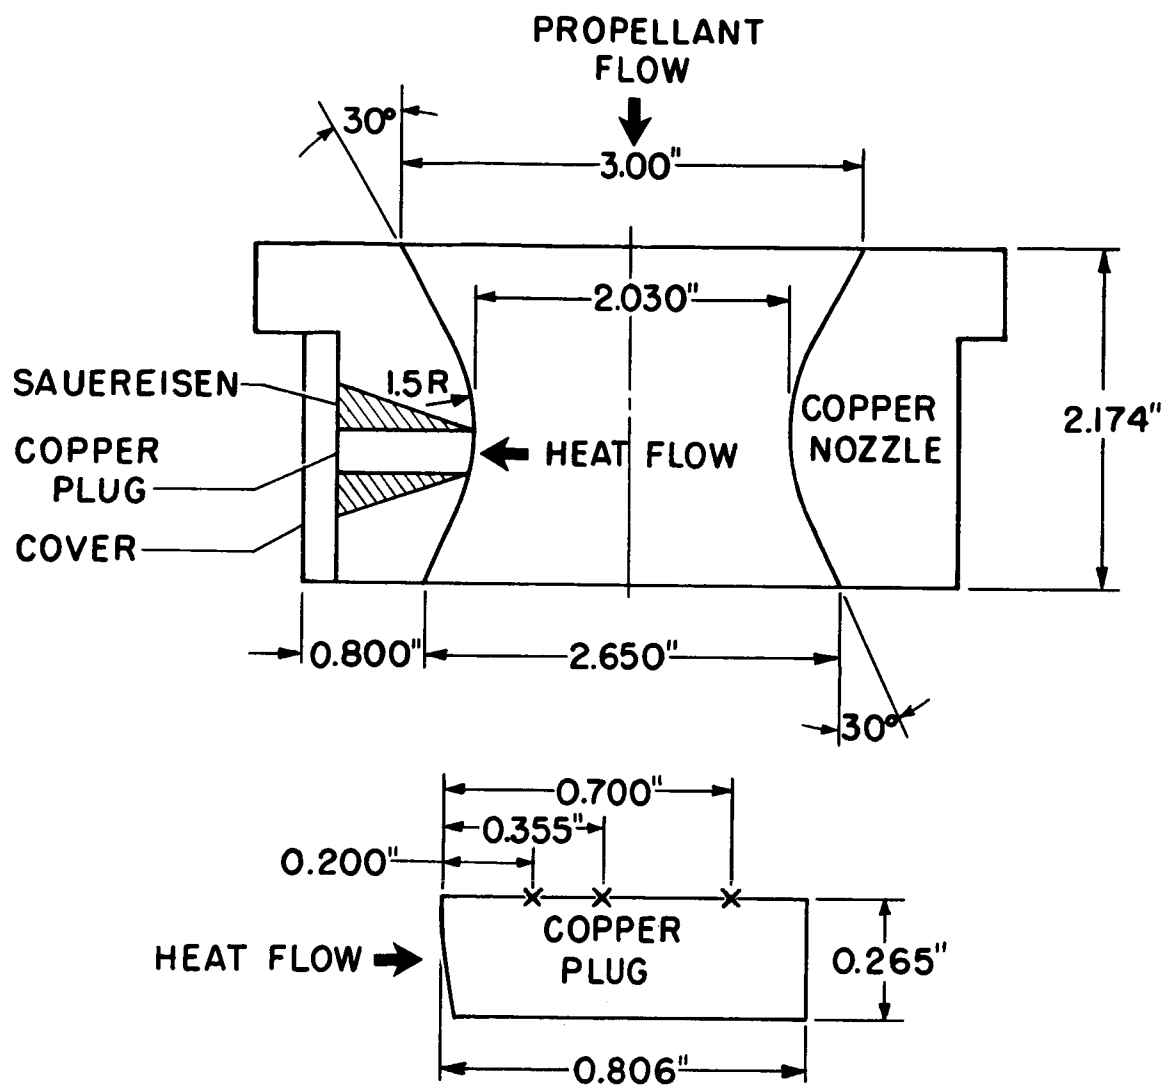 PROPELLANT
FLOW
30°
3.00"
2.030"
SAUEREISEN
1.5R
COPPER
PLUG
HEAT FLOW
COPPER
NOZZLE
2.174"
COVER
0.800"
2.650"
30°
0.700"
0.355"
0.200"
COPPER
PLUG
HEAT FLOW
0.265"
0.806"